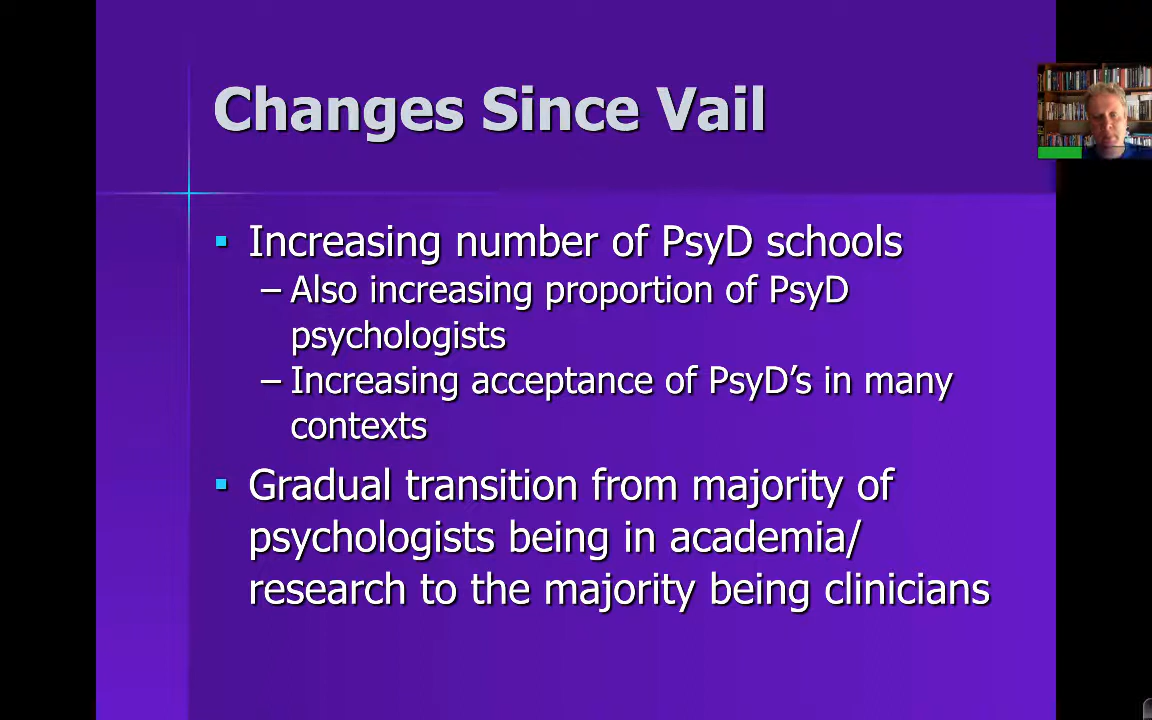 Changes Since Vail
▪ Increasing number of PsyD schools
– Also increasing proportion of PsyD
psychologists
– Increasing acceptance of PsyD’s in many
contexts
▪ Gradual transition from majority of
psychologists being in academia/
research to the majority being clinicians